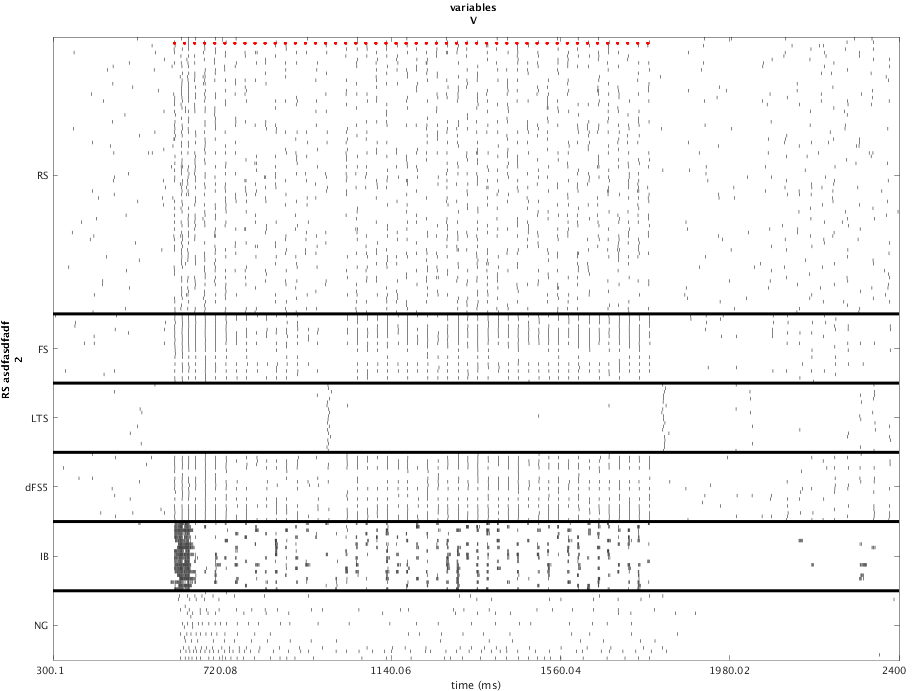 variables
V
RS asdfasdfadf
2
RS
FS
LTS
dFS5
IB
NG
300.1 720.08 1140.06 1560.04 1980.02 2400
time (ms)